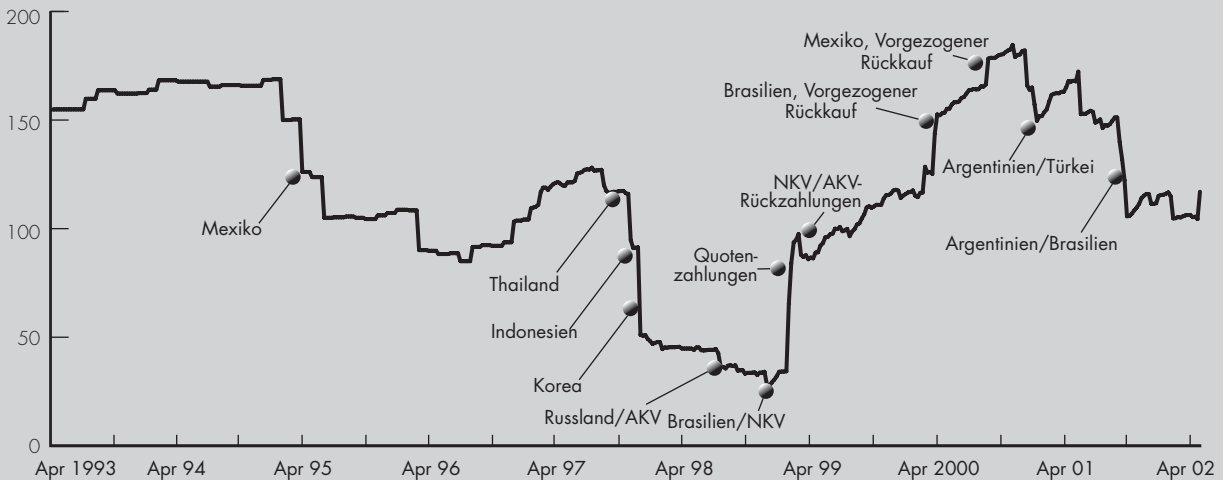 200
150
100
50
0
Mexiko
Thailand
Indonesien
Korea
Russland/AKV
Brasilien/NKV
Quoten-
zahlungen
NKV/AKV-
Rückzahlungen
Brasilien, Vorgezogener
Rückkauf
Mexiko, Vorgezogener
Rückkauf
Argentinien/Türkei
Argentinien/Brasilien
Apr 1993
Apr 94
Apr 95
Apr 96
Apr 97
Apr 98
Apr 99
Apr 2000
Apr 01
Apr 02